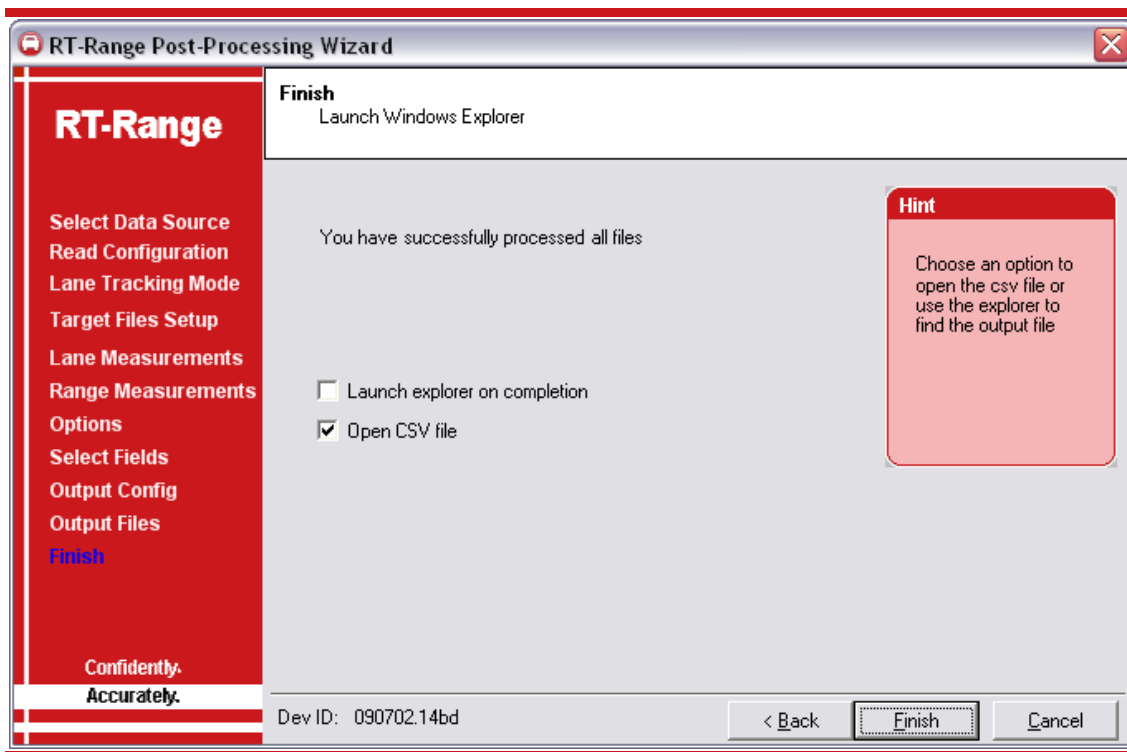 RT-Range Post-Processing Wizard
RT-Range
Select Data Source
Read Configuration
Lane Tracking Mode
Target Files Setup
Lane Measurements
Range Measurements
Options
Select Fields
Output Config
Output Files
Finish
Confidently.
Accurately.
Finish
Launch Windows Explorer
You have successfully processed all files
Launch explorer on completion
Open CSV file
Hint
Choose an option to
open the csv file or
use the explorer to
find the output file
Dev ID: 090702.14bd
< Back
Finish
Cancel